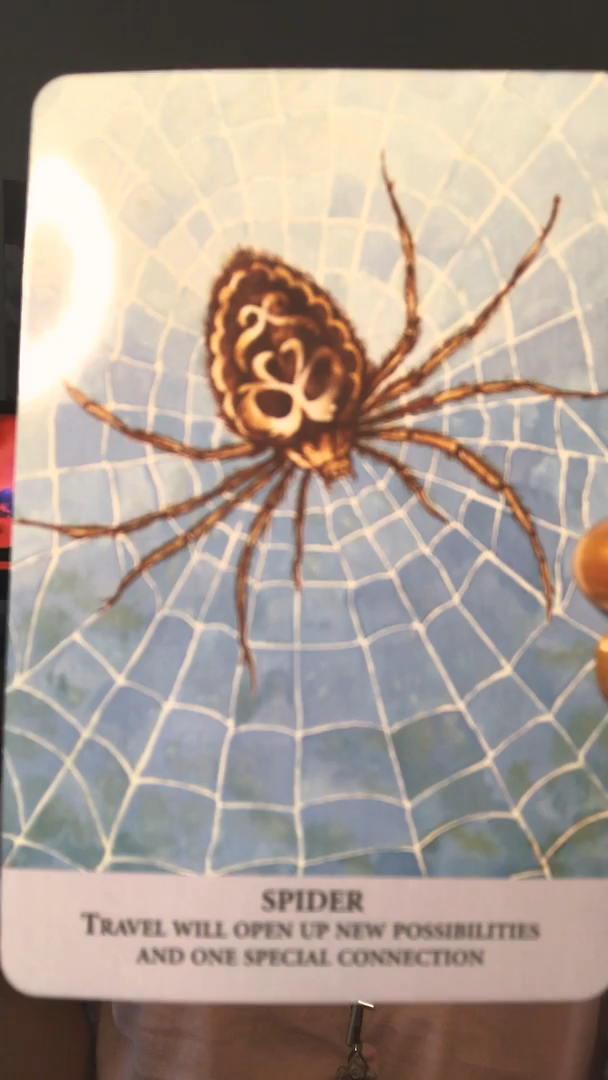 SPIDER
TRAVEL WILL OPEN UP NEW POSSIBILITIES
AND ONE SPECIAL CONNECTION